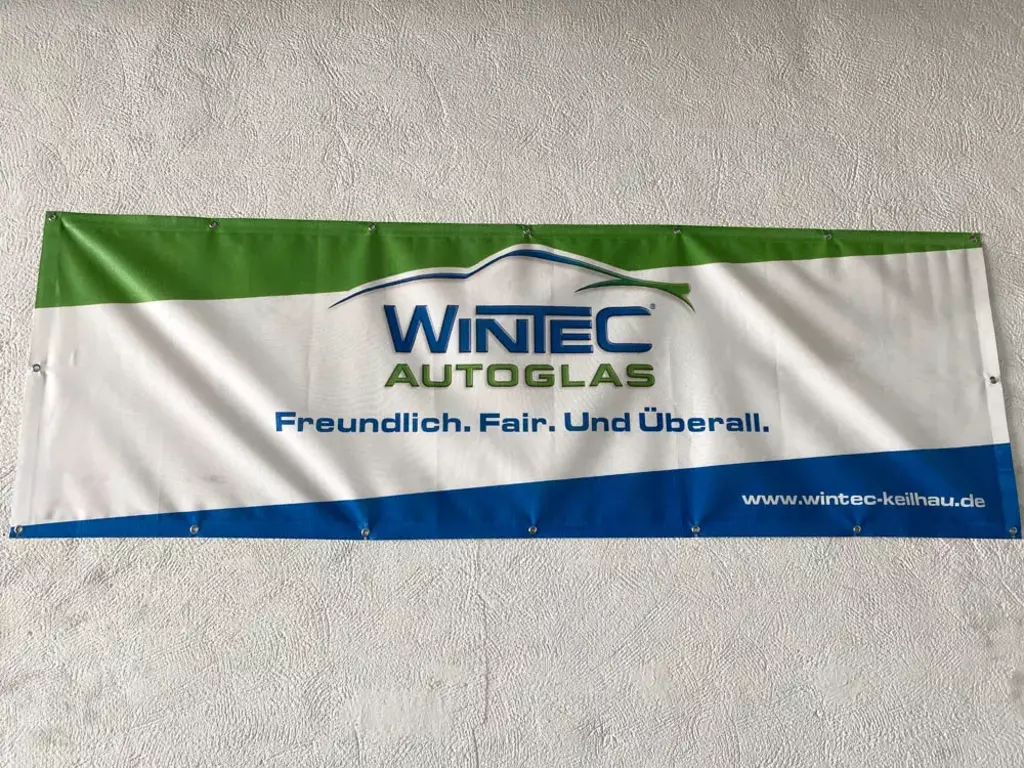 WINTEC®
AUTOGLAS
Freundlich. Fair. Und Überall.
www.wintec-keilhau.de